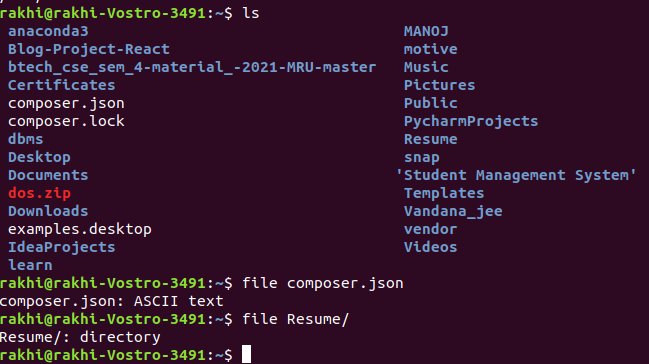 rakhi@rakhi-Vostro-3491:~$ ls
anaconda3 MANOJ
Blog-Project-React motive
btech_cse_sem_4-material_-2021-MRU-master Music
Certificates Pictures
composer.json Public
composer.lock PycharmProjects
dbms Resume
Desktop snap
Documents 'Student Management System'
dos.zip Templates
Downloads Vandana_jee
examples.desktop vendor
IdeaProjects Videos
learn
rakhi@rakhi-Vostro-3491:~$ file composer.json
composer.json: ASCII text
rakhi@rakhi-Vostro-3491:~$ file Resume/
Resume/: directory
rakhi@rakhi-Vostro-3491:~$